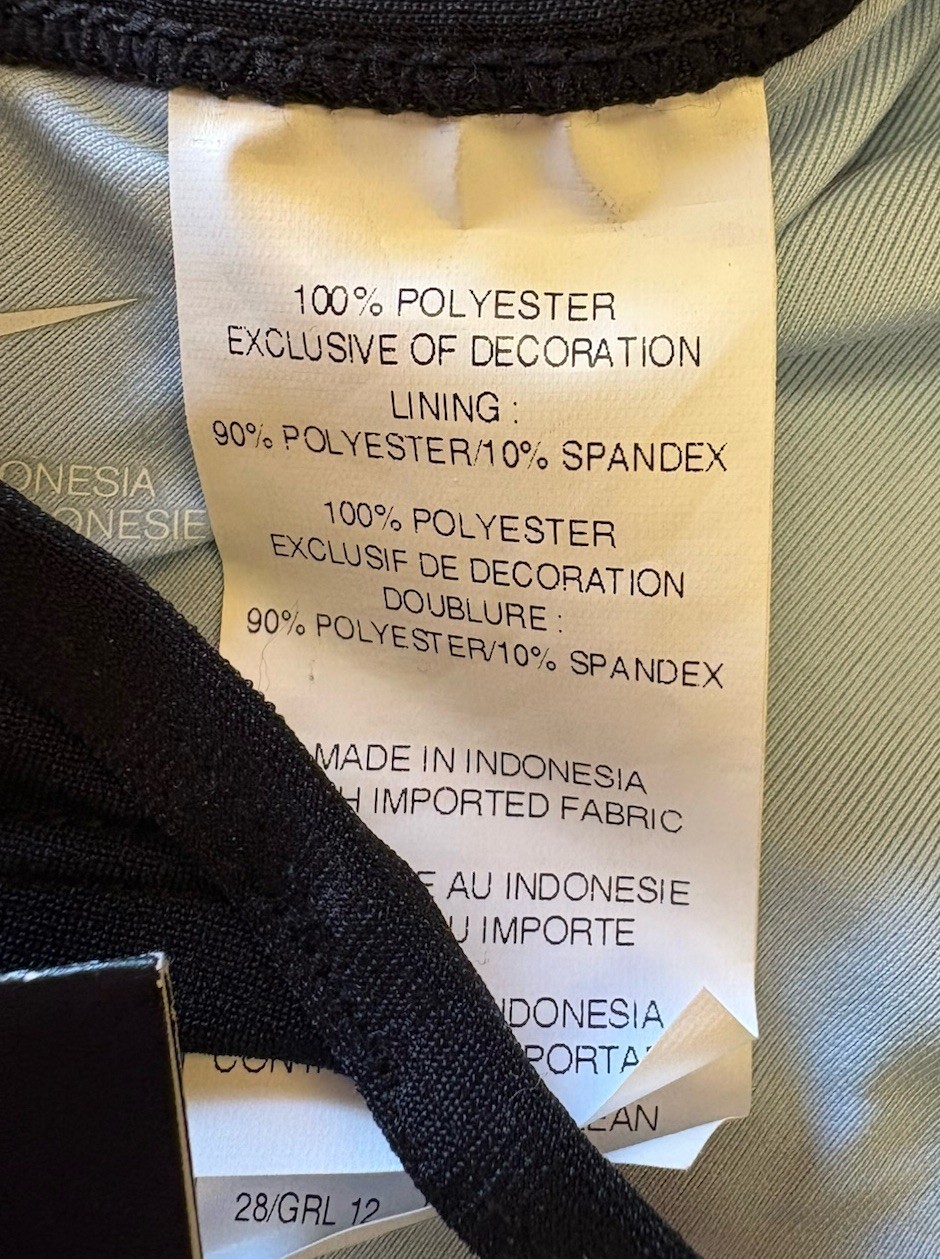 100% POLYESTER
EXCLUSIVE OF DECORATION
LINING :
90% POLYESTER/10% SPANDEX
100% POLYESTER
EXCLUSIF DE DECORATION
DOUBLURE :
90% POLYESTER/10% SPANDEX
MADE IN INDONESIA
IMPORTED FABRIC
AU INDONESIE
IMPORTE
28/GRL 12